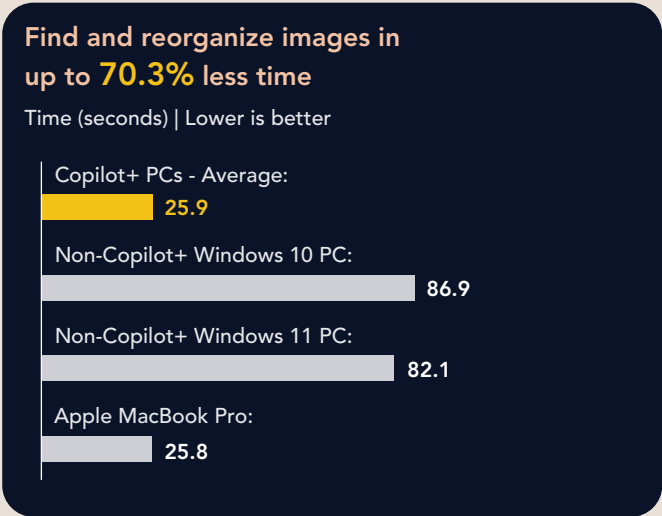 Find and reorganize images in
up to 70.3% less time
Time (seconds) | Lower is better
Copilot+ PCs - Average:
25.9
Non-Copilot+ Windows 10 PC:
86.9
Non-Copilot+ Windows 11 PC:
82.1
Apple MacBook Pro:
25.8